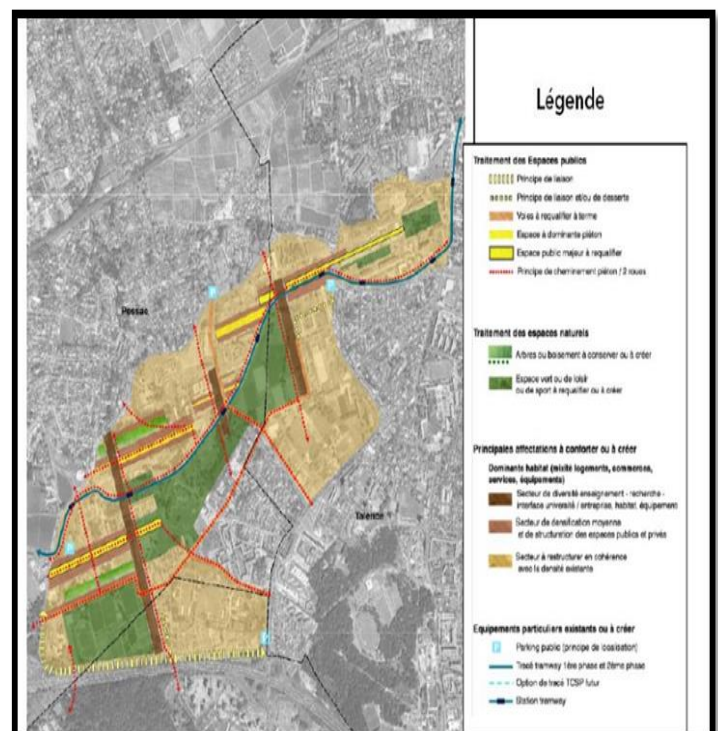 Légende
Traitement des Espaces publics
Principe de liaison
Principe de liaison et/ou de desserte
Voies à requalifier à terme
Espace à dominante piéton
Espace public majeur à requalifier
Principe de cheminement piéton / 2 roues
Traitement des espaces naturels
Arbres ou boisement à conserver ou à créer
Espace vert ou de loisir
ou de sport à requalifier ou à créer
Principales affectations à conforter ou à créer
Dominante habitat (mixité logements, commerces,
services, équipements)
Secteur de diversité enseignement - recherche -
interface université / entreprise, habitat, équipement
Secteur de densification moyenne
et de structuration des espaces publics et privés
Secteur à restructurer en cohérence
avec la densité existante
Equipements particuliers existants ou à créer
P Parking public (principe de localisation)
Tracé tramway 1ère phase et 2ème phase
Option de tracé TCSP futur
Station tramway
Pessac
Talence
P
P
P
P